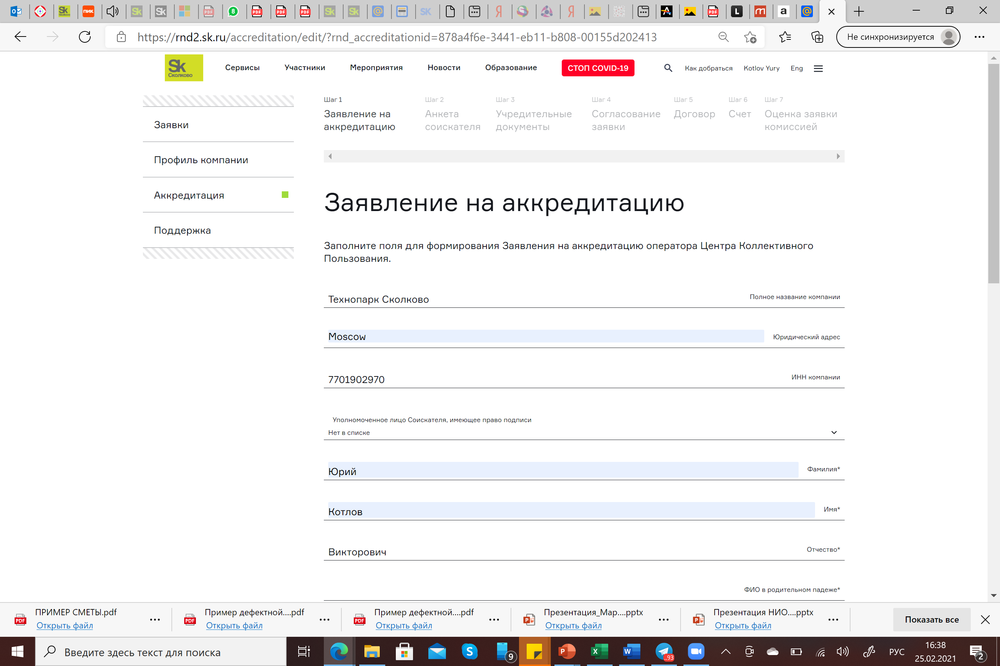 https://rnd2.sk.ru/accreditation/edit/?rnd_accreditationid=878a4f6e-3441-eb11-b808-00155d202413
Не синхронизируется
Sk
Сколково
Сервисы
Участники
Мероприятия
Новости
Образование
СТОП COVID-19
Как добраться
Kotlov Yury
Eng
Заявки
Профиль компании
Аккредитация
Поддержка
Шаг 1
Заявление на
аккредитацию
Шаг 2
Анкета
соискателя
Шаг 3
Учредительные
документы
Шаг 4
Согласование
заявки
Шаг 5
Договор
Шаг 6
Счет
Шаг 7
Оценка заявки
комиссией
Заявление на аккредитацию
Заполните поля для формирования Заявления на аккредитацию оператора Центра Коллективного
Пользования.
Технопарк Сколково
Полное название компании
Moscow
Юридический адрес
7701902970
ИНН компании
Уполномоченное лицо Соискателя, имеющее право подписи
Нет в списке
Юрий
Фамилия*
Котлов
Имя*
Викторович
Отчество*
ФИО в родительном падеже*
ПРИМЕР СМЕТЫ.pdf
Открыть файл
Пример дефектной....pdf
Открыть файл
Пример дефектной....pdf
Открыть файл
Презентация_Мар....pptx
Открыть файл
Презентация НИО....pptx
Открыть файл
Показать все
Введите здесь текст для поиска
9
..93
РУС
16:38
25.02.2021
2